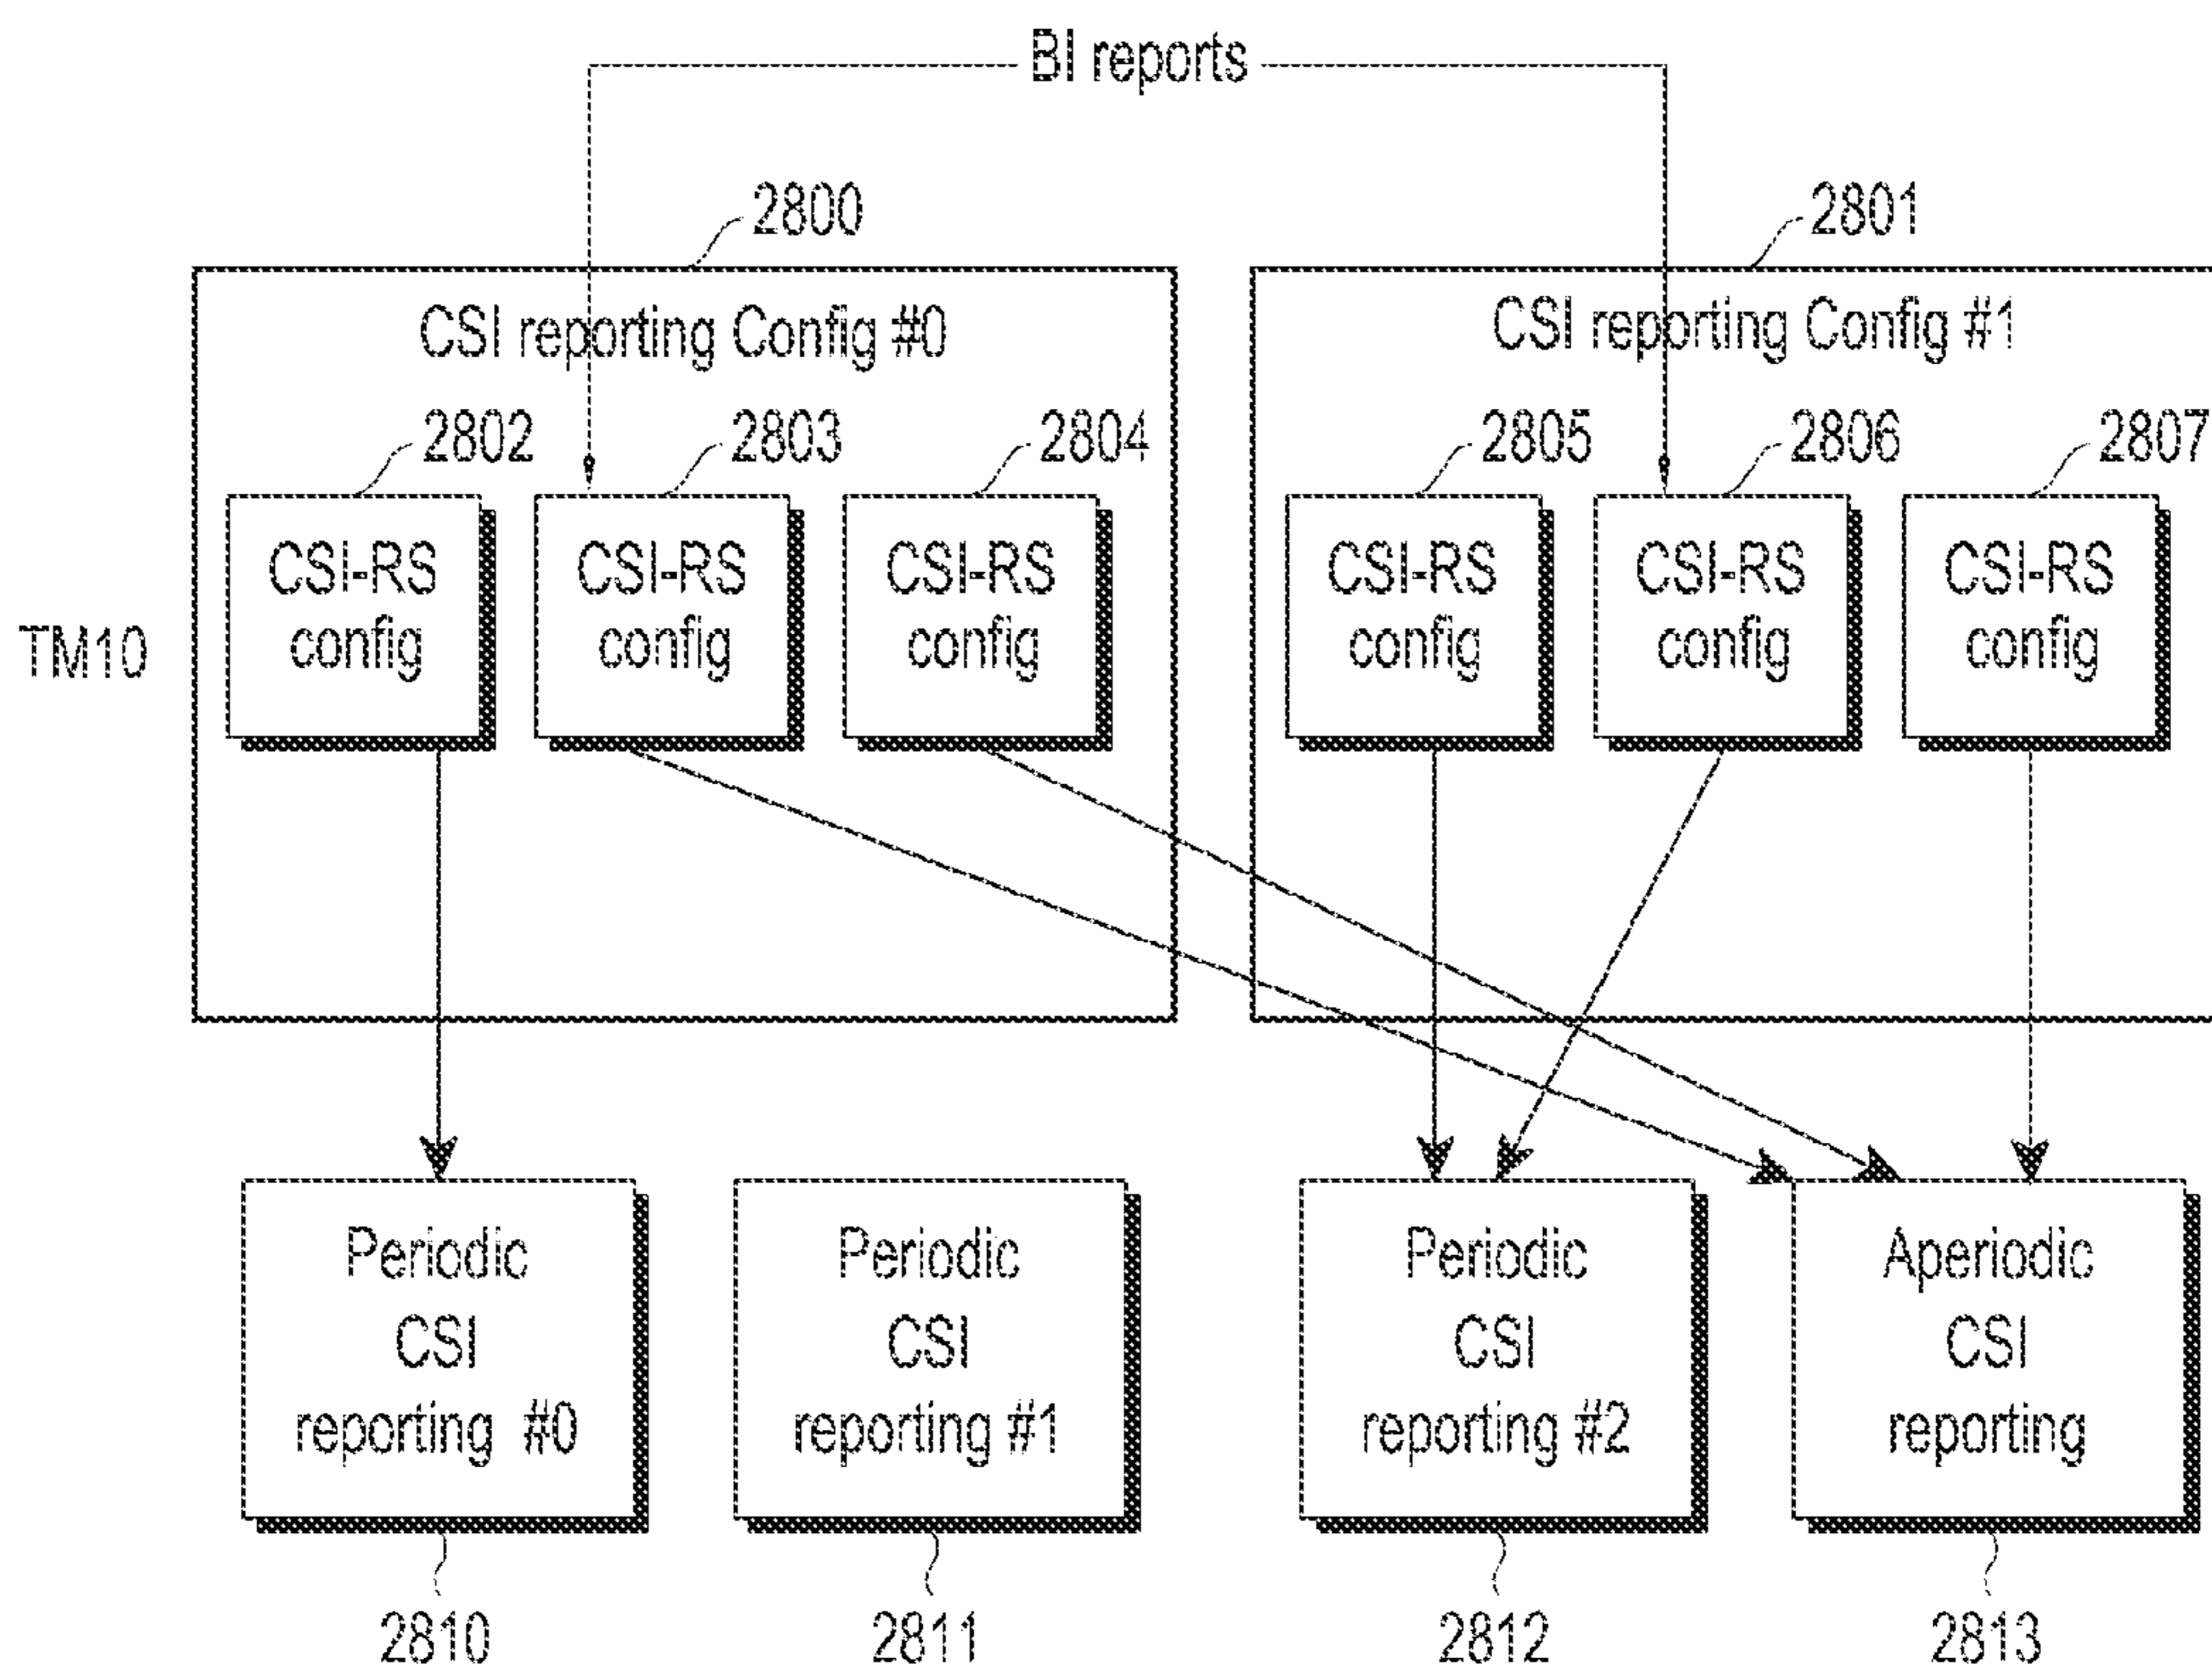 BI reports
2800
2801
CSI reporting Config #0
CSI reporting Config #1
2802
2803
2804
2805
2806
2807
CSI-RS
config
CSI-RS
config
CSI-RS
config
CSI-RS
config
CSI-RS
config
CSI-RS
config
TM10
Periodic
CSI
reporting #0
Periodic
CSI
reporting #1
Periodic
CSI
reporting #2
Aperiodic
CSI
reporting
2810
2811
2812
2813